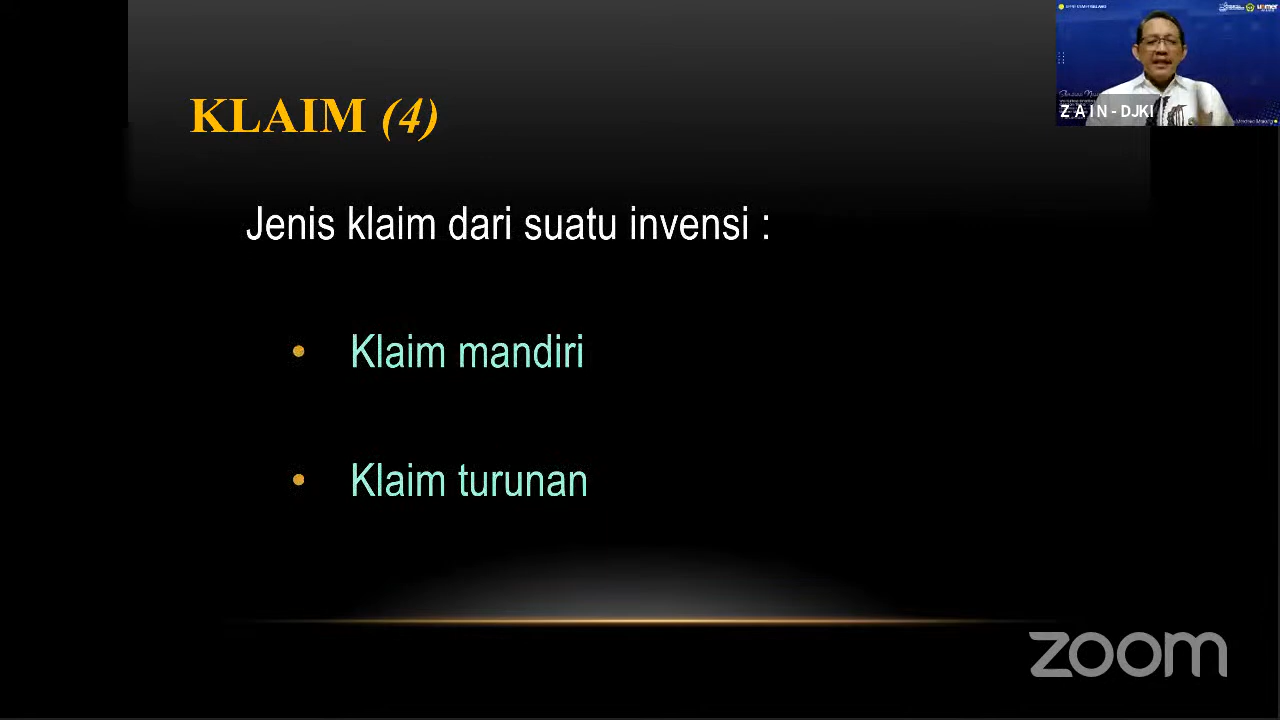 KLAIM (4)
Jenis klaim dari suatu invensi :
• Klaim mandiri
• Klaim turunan
Z A I N - DJKI
zoom